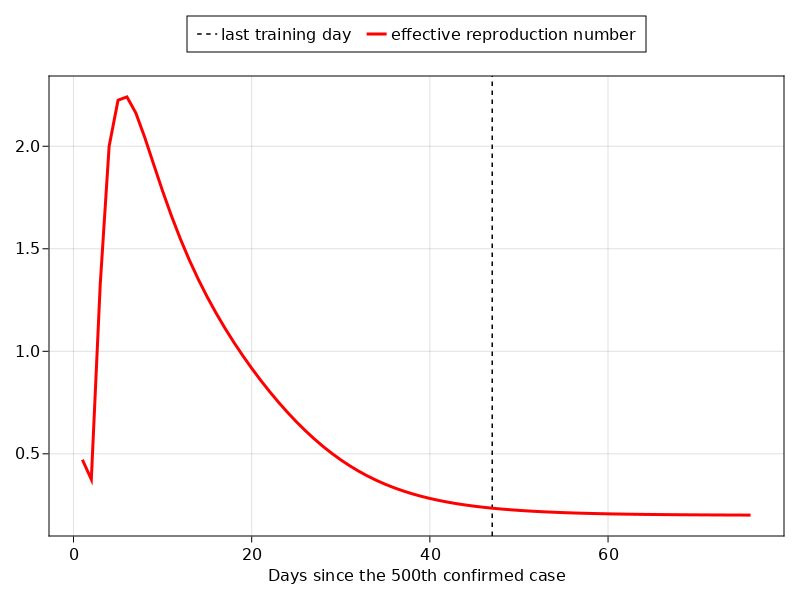 last training day effective reproduction number
2.0
1.5
1.0
0.5
0 20 40 60
Days since the 500th confirmed case